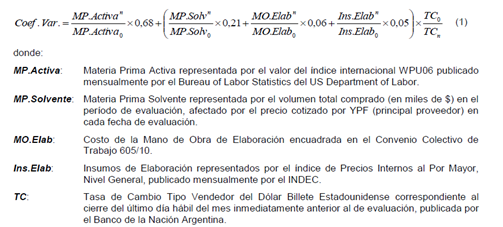 Coef. Var. = MP.Activaⁿ / MP.Activa₀ ×0,68+( MP.Solvⁿ / MP.Solv₀ ×0,21+ MO.Elabⁿ / MO.Elab₀ ×0,06+ Ins.Elabⁿ / Ins.Elab₀ ×0,05)× TC₀ / TCₙ (1)
donde:
MP.Activa: Materia Prima Activa representada por el valor del índice internacional WPU06 publicado
mensualmente por el Bureau of Labor Statistics del US Department of Labor.
MP.Solvente: Materia Prima Solvente representada por el volumen total comprado (en miles de $) en el
período de evaluación, afectado por el precio cotizado por YPF (principal proveedor) en
cada fecha de evaluación.
MO.Elab: Costo de la Mano de Obra de Elaboración encuadrada en el Convenio Colectivo de
Trabajo 605/10.
Ins.Elab: Insumos de Elaboración representados por el índice de Precios Internos al Por Mayor,
Nivel General, publicado mensualmente por el INDEC.
TC: Tasa de Cambio Tipo Vendedor del Dólar Billete Estadounidense correspondiente al
cierre del último día hábil del mes inmediatamente anterior al de evaluación, publicada por
el Banco de la Nación Argentina.